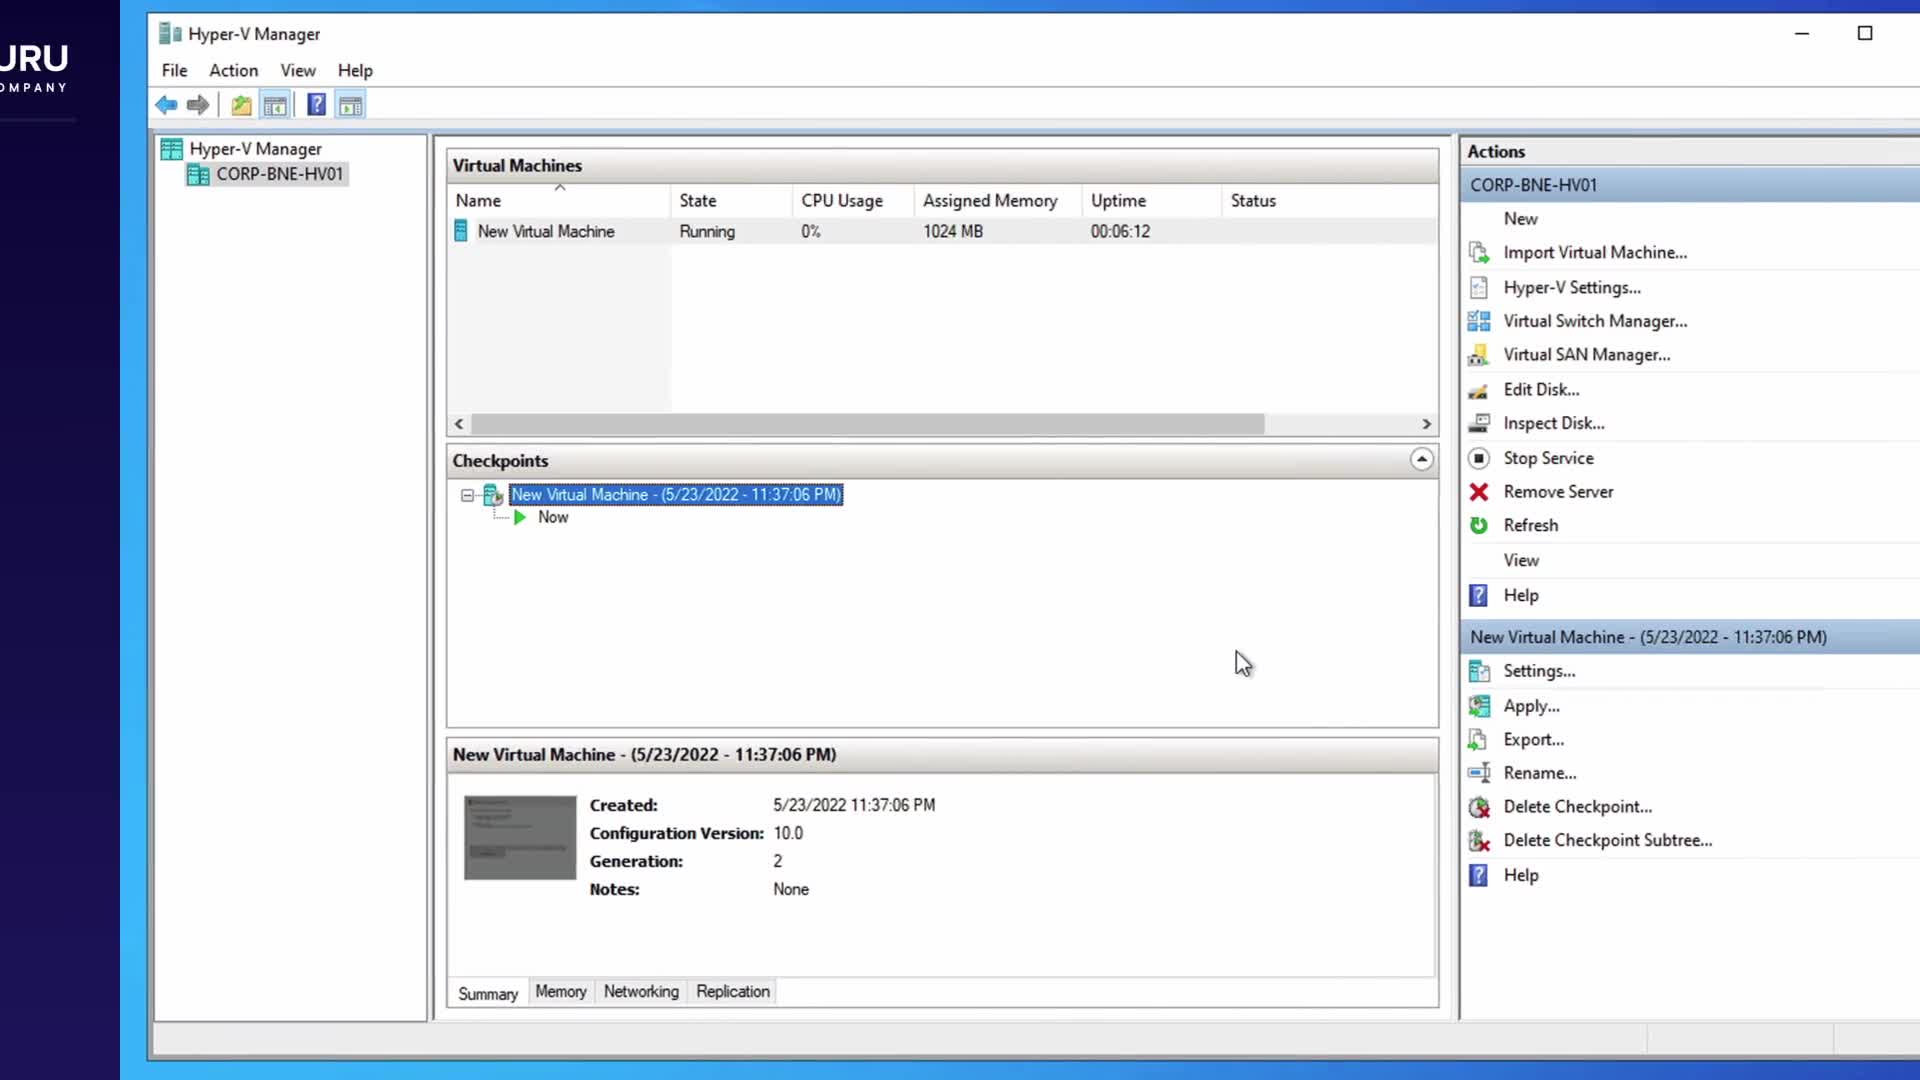 URU
OMPANY
Hyper-V Manager
File Action View Help
Hyper-V Manager
CORP-BNE-HV01
Virtual Machines
Name State CPU Usage Assigned Memory Uptime Status
New Virtual Machine Running 0% 1024 MB 00:06:12
Checkpoints
New Virtual Machine - (5/23/2022 - 11:37:06 PM)
Now
New Virtual Machine - (5/23/2022 - 11:37:06 PM)
Created: 5/23/2022 11:37:06 PM
Configuration Version: 10.0
Generation: 2
Notes: None
Summary Memory Networking Replication
Actions
CORP-BNE-HV01
New
Import Virtual Machine...
Hyper-V Settings...
Virtual Switch Manager...
Virtual SAN Manager...
Edit Disk...
Inspect Disk...
Stop Service
Remove Server
Refresh
View
Help
New Virtual Machine - (5/23/2022 - 11:37:06 PM)
Settings...
Apply...
Export...
Rename...
Delete Checkpoint...
Delete Checkpoint Subtree...
Help